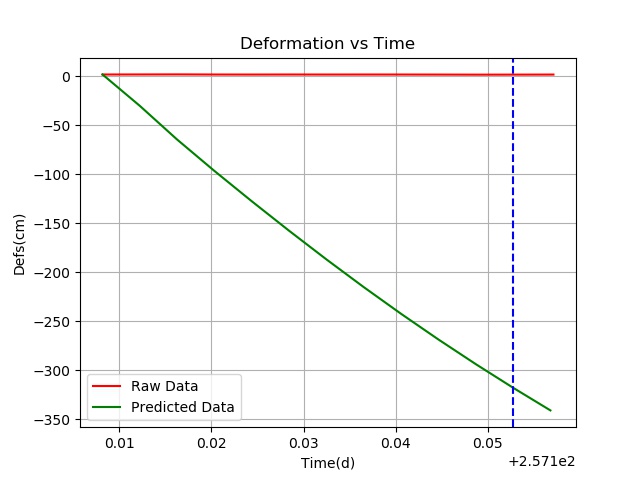 Deformation vs Time
Defs(cm)
0
−50
−100
−150
−200
−250
−300
−350
Raw Data
Predicted Data
0.01 0.02 0.03 0.04 0.05
Time(d)
+2.571e2